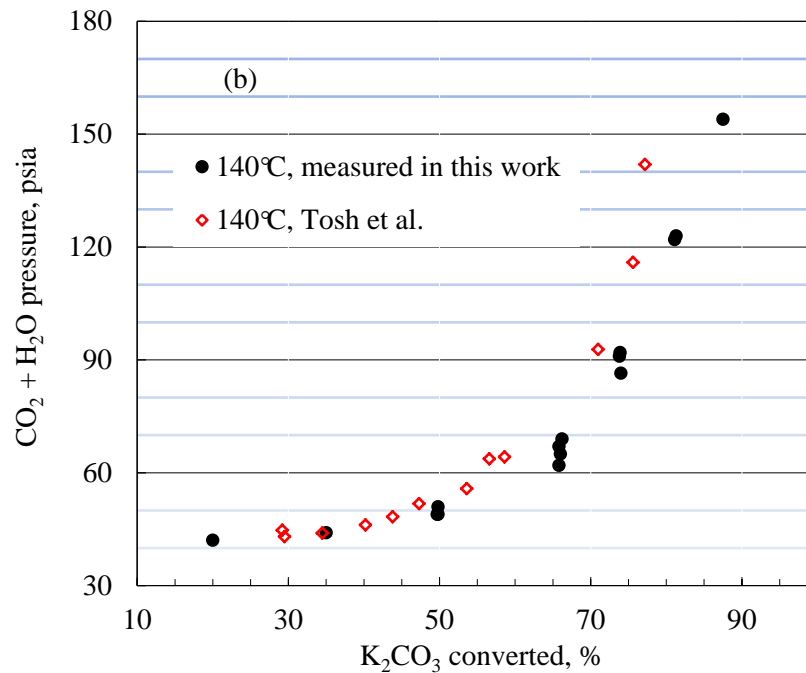 180
(b)
150
140℃, measured in this work
140℃, Tosh et al.
120
90
60
30
10 30 50 70 90
CO₂ + H₂O pressure, psia
K₂CO₃ converted, %